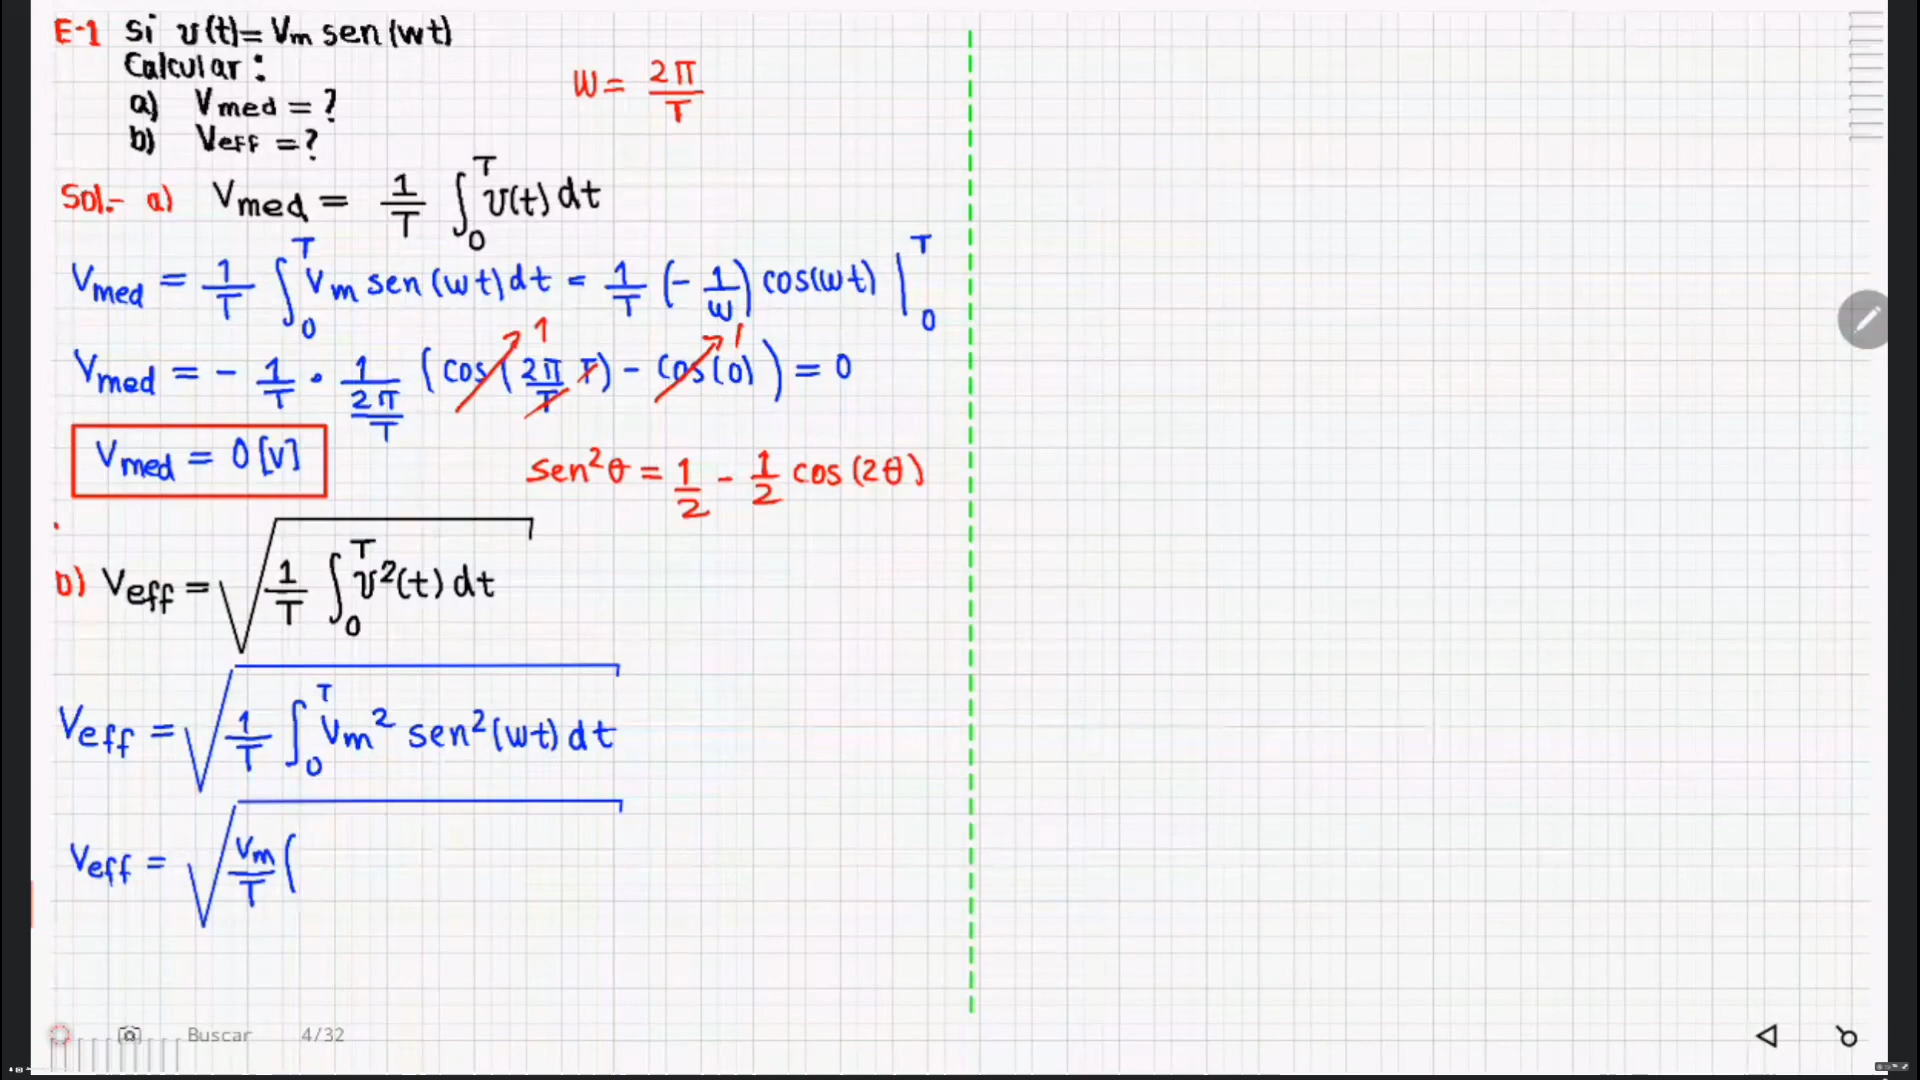 E-1 Si v(t)= Vm sen(wt)
Calcular:
w = 2π/T
a) Vmed = ?
b) VEFF = ?
Sol.- a) Vmed = 1/T ∫₀ᵀ v(t) dt
Vmed = 1/T ∫₀ᵀ Vm sen(wt) dt = 1/T (- 1/w) cos(wt) |₀ᵀ
1 1
Vmed = - 1/T · 1/(2π/T) (cos(2π/T T) - cos(0)) = 0
Vmed = 0 [V]
sen²θ = 1/2 - 1/2 cos(2θ)
b) Veff = √(1/T ∫₀ᵀ v²(t) dt)
Veff = √(1/T ∫₀ᵀ Vm² sen²(wt) dt)
Veff = √(Vm/T (
Buscar 4/32